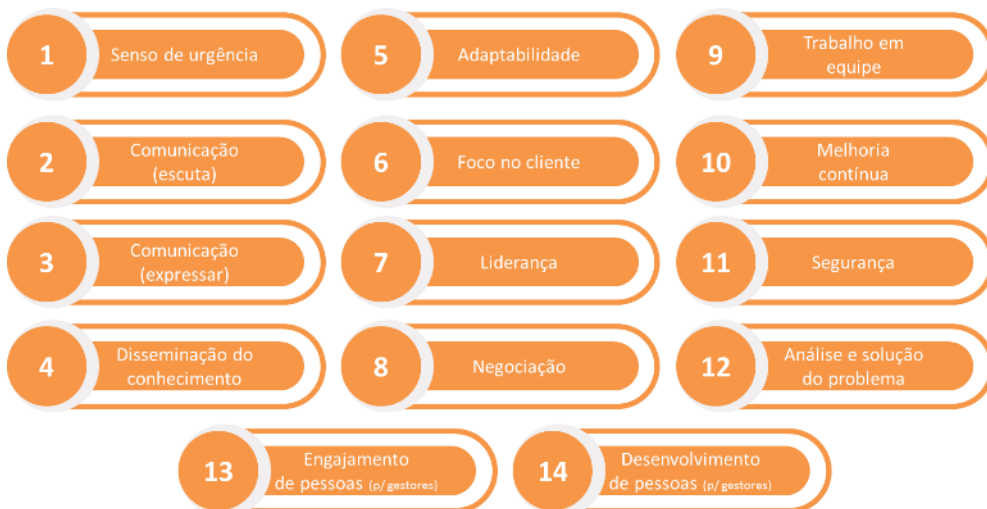 1
Senso de urgência
5
Adaptabilidade
9
Trabalho em
equipe
2
Comunicação
(escuta)
6
Foco no cliente
10
Melhoria
contínua
3
Comunicação
(expressar)
7
Liderança
11
Segurança
4
Disseminação do
conhecimento
8
Negociação
12
Análise e solução
do problema
13
Engajamento
de pessoas (p/ gestores)
14
Desenvolvimento
de pessoas (p/ gestores)